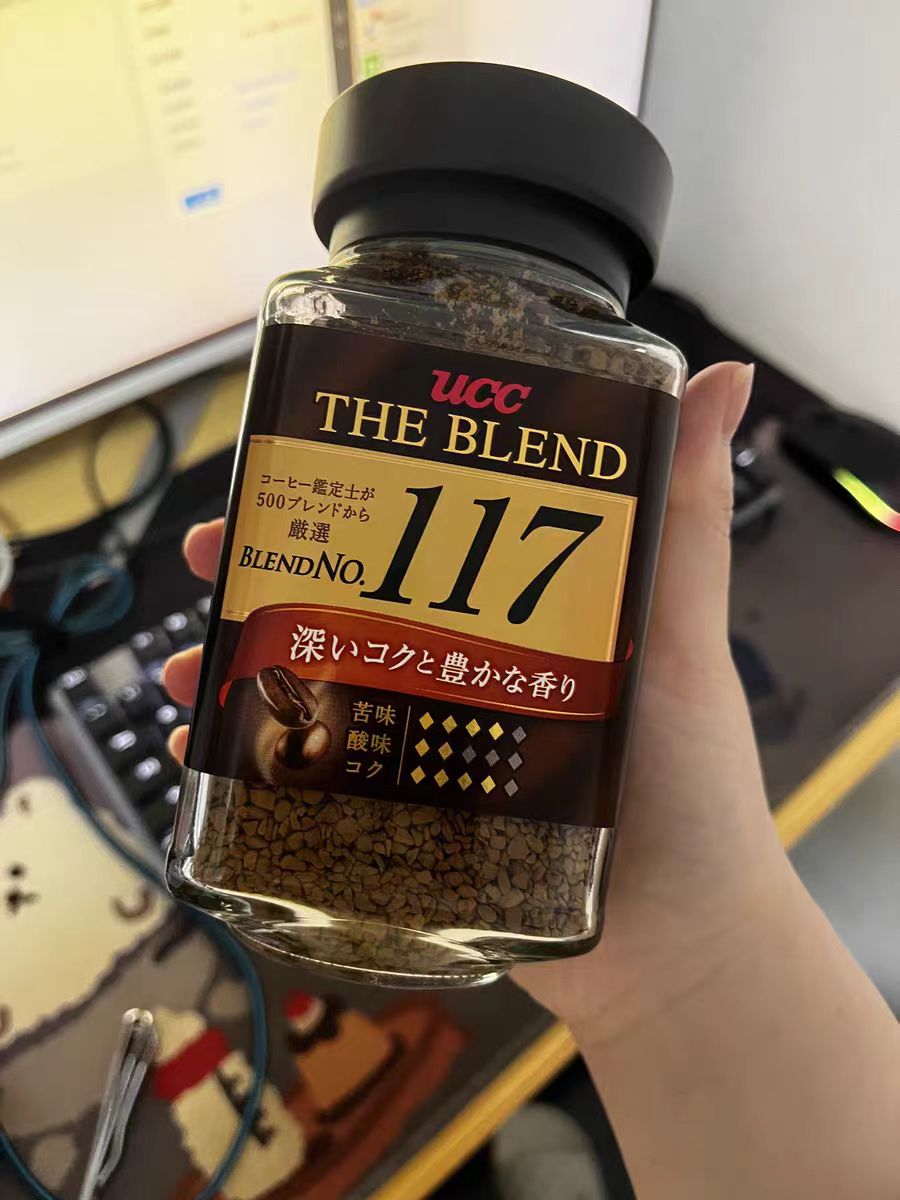 UCC
THE BLEND
コーヒー鑑定士が
500ブレンドから
厳選
BLEND NO. 117
深いコクと豊かな香り
苦味
酸味
コク